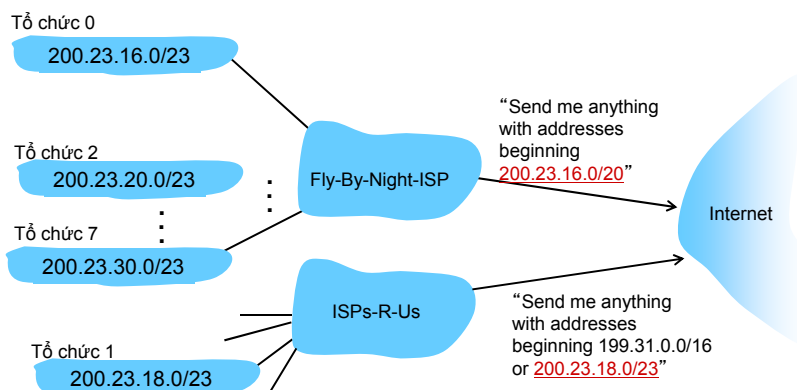 Tổ chức 0
200.23.16.0/23
Tổ chức 2
200.23.20.0/23
Tổ chức 7
200.23.30.0/23
Fly-By-Night-ISP
“Send me anything
with addresses
beginning
200.23.16.0/20”
Internet
ISPs-R-Us
“Send me anything
with addresses
beginning 199.31.0.0/16
or 200.23.18.0/23”
Tổ chức 1
200.23.18.0/23